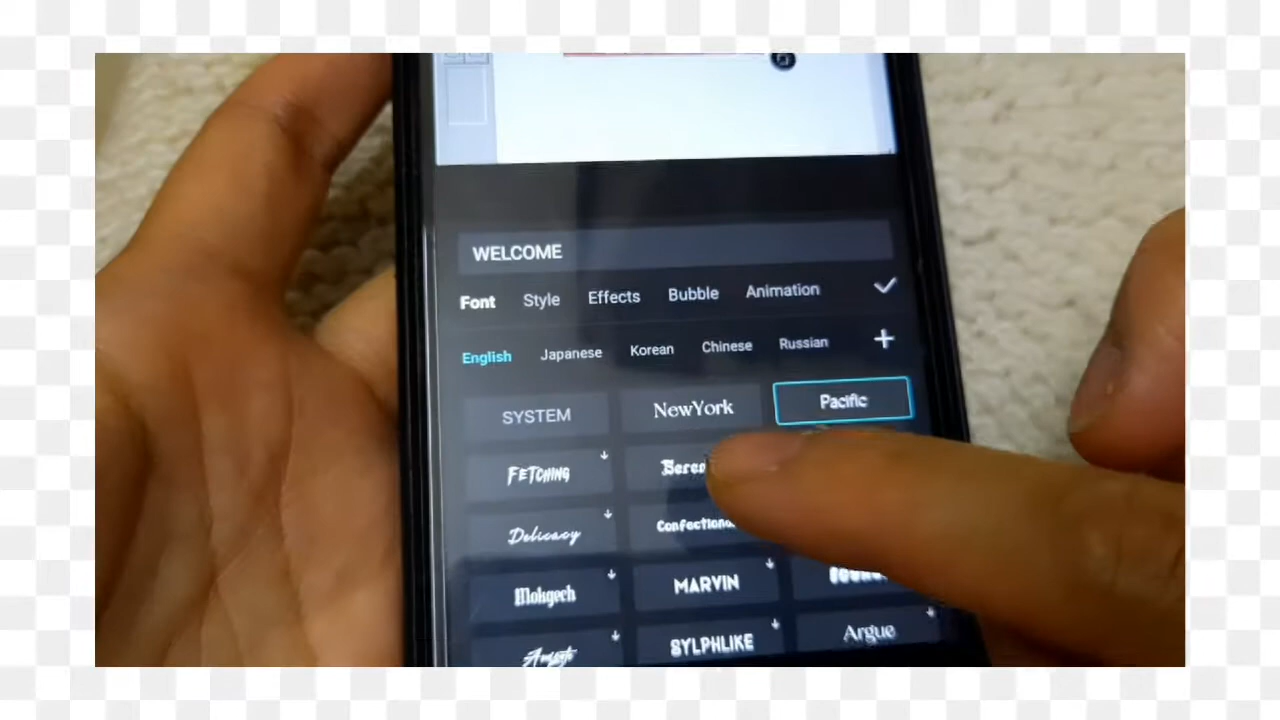 WELCOME
Font Style Effects Bubble Animation
English Japanese Korean Chinese Russian
SYSTEM NewYork Pacific
FETCHING
Delicacy
Mokgech MARVIN
SYLPHLIKE Argue